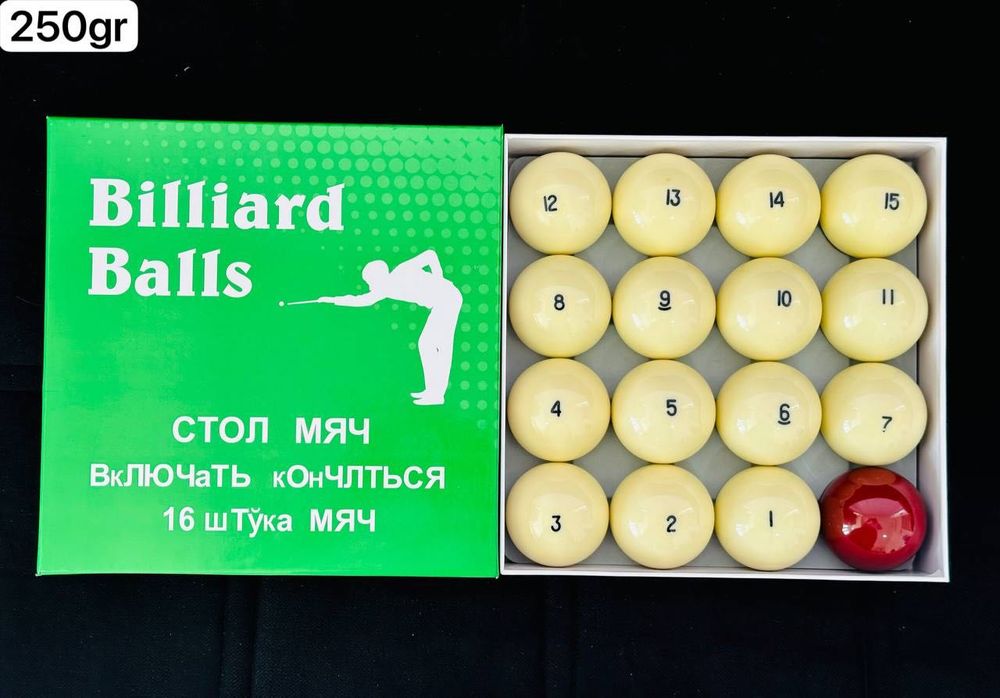 250gr
Billiard
Balls
СТОЛ МЯЧ
ВкЛЮЧаТЬ кОнЧЛТЬСЯ
16 шТўка МЯЧ
12 13 14 15
8 9 10 11
4 5 6 7
3 2 1